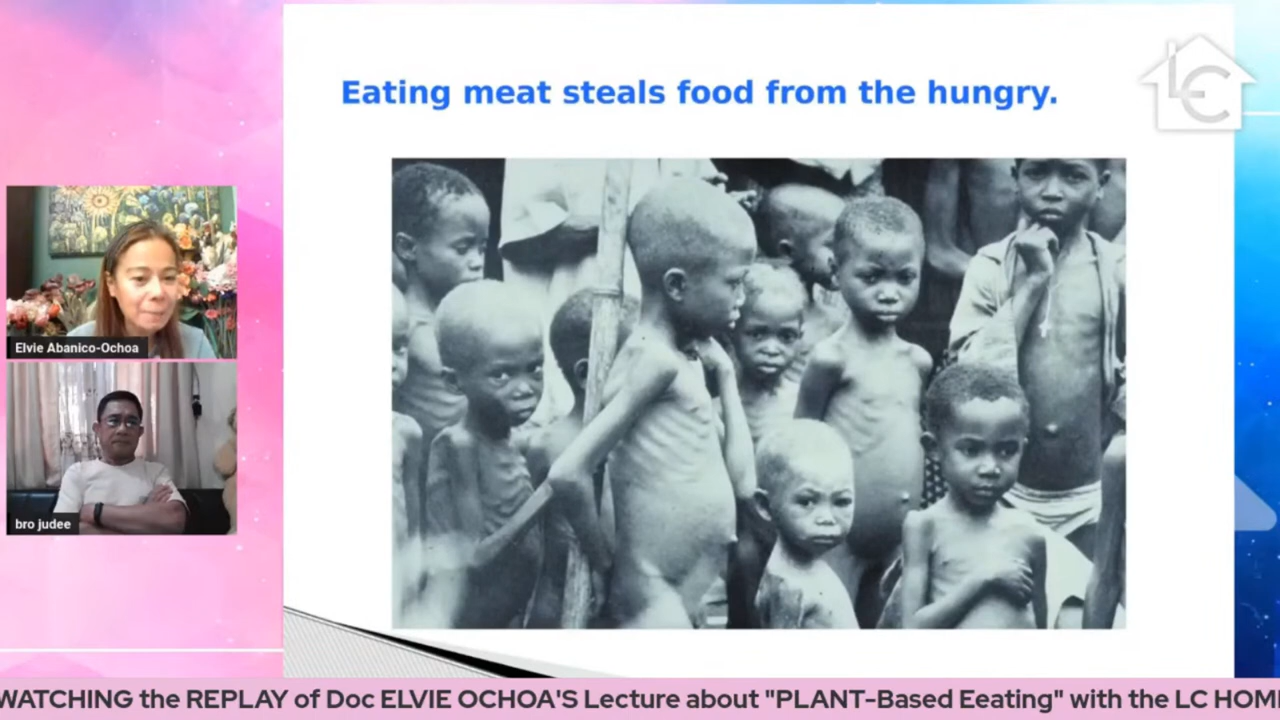 Eating meat steals food from the hungry.
LC
Elvie Abanico-Ochoa
bro judee
WATCHING the REPLAY of Doc ELVIE OCHOA'S Lecture about "PLANT-Based Eeating" with the LC HOM